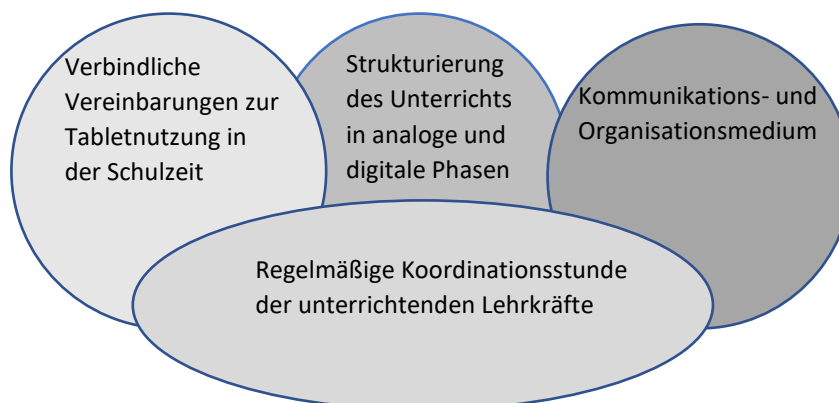 Verbindliche
Vereinbarungen zur
Tabletnutzung in
der Schulzeit
Strukturierung
des Unterrichts
in analoge und
digitale Phasen
Kommunikations- und
Organisationsmedium
Regelmäßige Koordinationsstunde
der unterrichtenden Lehrkräfte